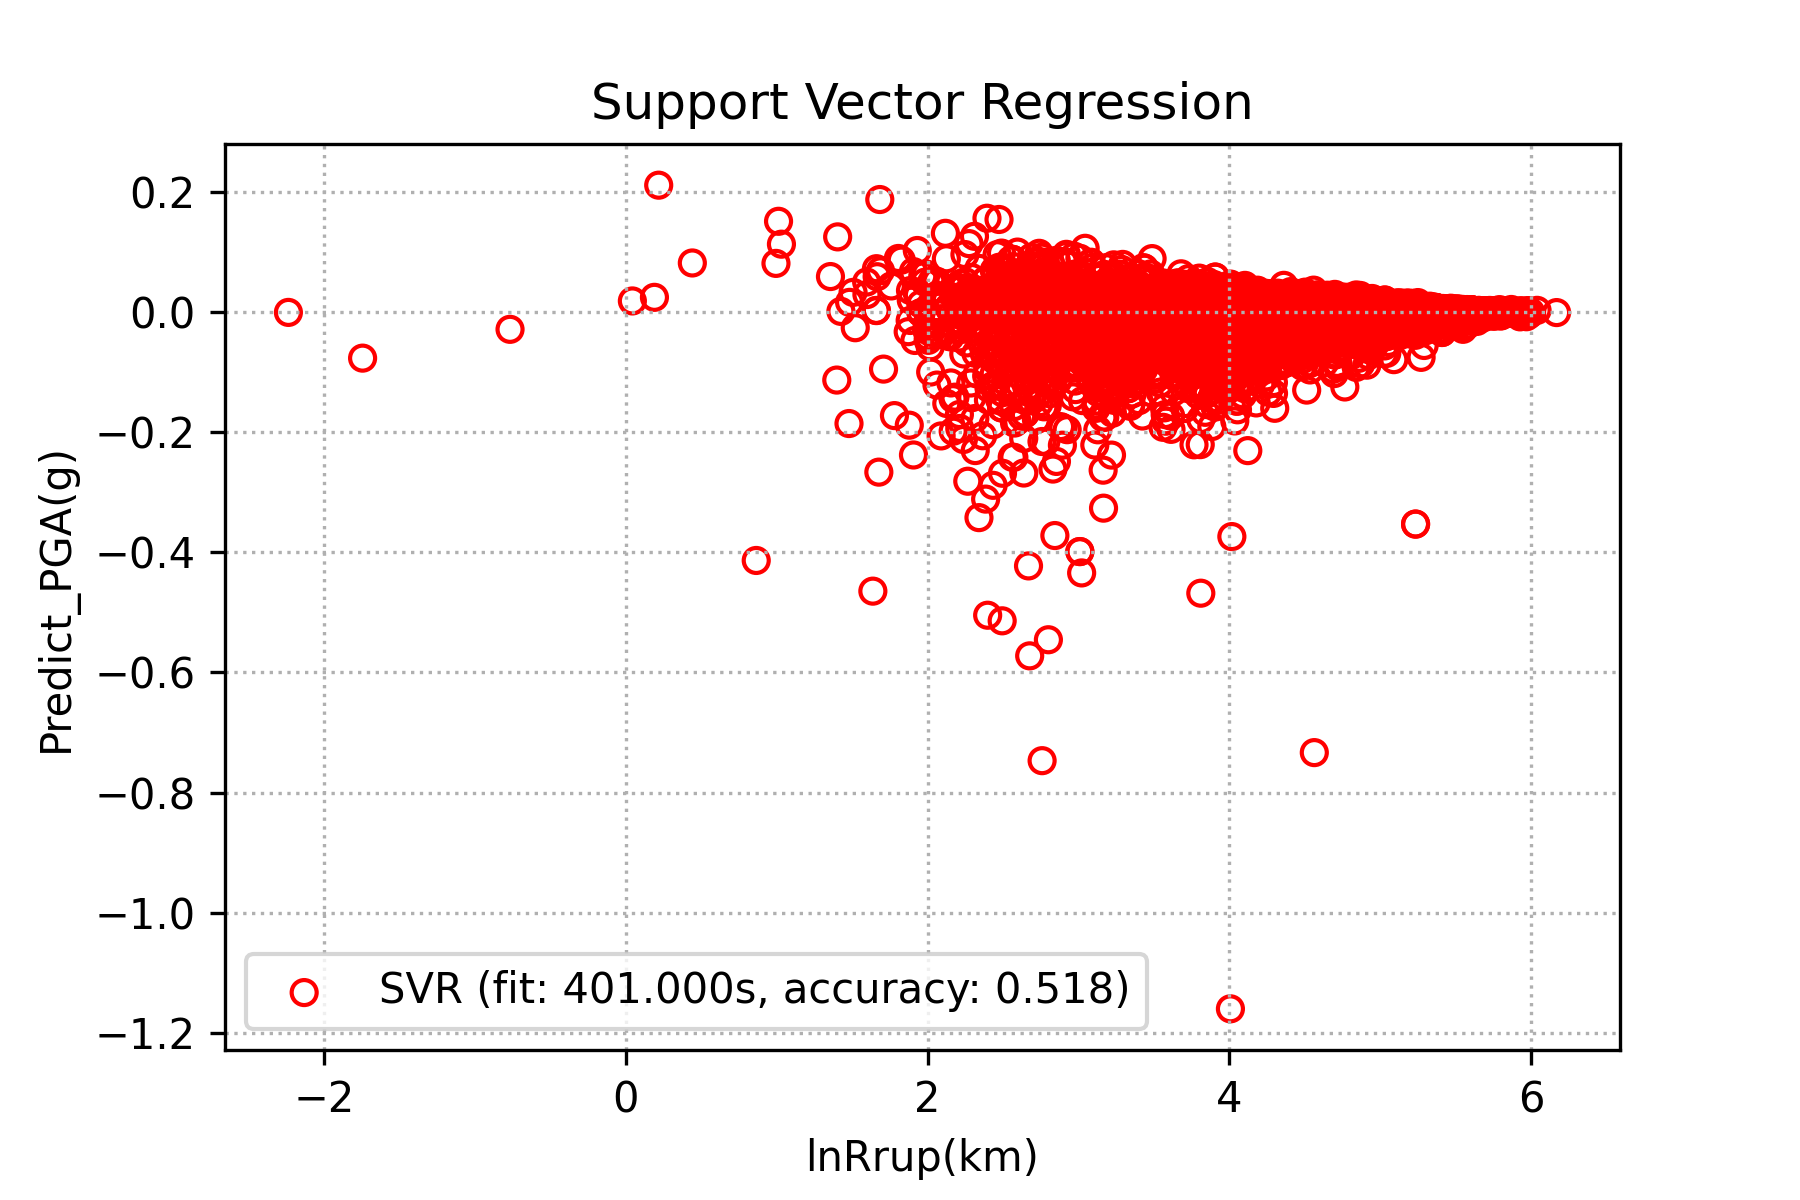 Support Vector Regression
0.2
0.0
−0.2
−0.4
−0.6
−0.8
−1.0
−1.2
Predict_PGA(g)
SVR (fit: 401.000s, accuracy: 0.518)
−2 0 2 4 6
lnRrup(km)